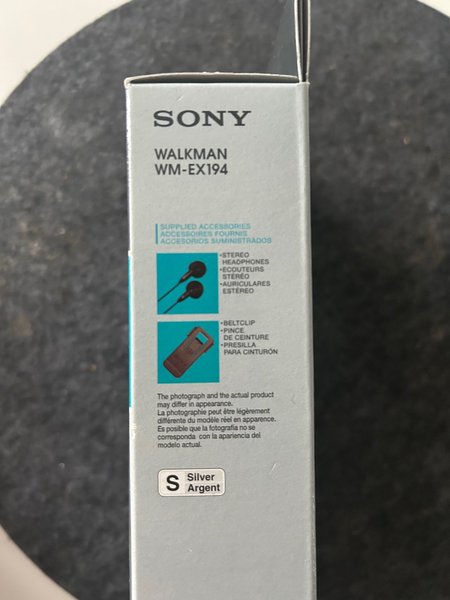 SONY
WALKMAN
WM-EX194
SUPPLIED ACCESSORIES
ACCESSOIRES FOURNIS
ACCESORIOS SUMINISTRADOS
•STEREO
HEADPHONES
•ECOUTEURS
STÉRÉO
•AURICULARES
ESTÉREO
•BELTCLIP
•PINCE
DE CEINTURE
•PRESILLA
PARA CINTURÓN
The photograph and the actual product
may differ in appearance.
La photographie peut être légèrement
différente du modèle réel en apparence.
Es posible que la fotografía no se
corresponda con la apariencia del
modelo actual.
S Silver
Argent